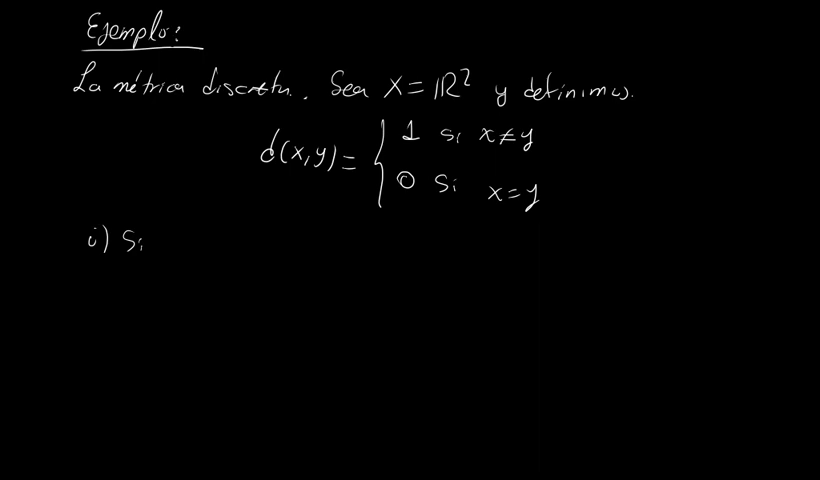 Ejemplo:
La métrica discreta. Sea X = ℝ² y definimos.
d(x,y) = { 1 si x ≠ y
0 si x = y
i) Si